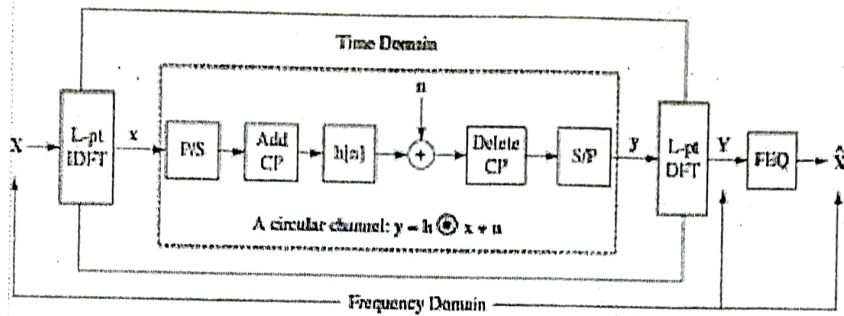 Time Domain
n
X
L-pt
IDFT
x
P/S
Add
CP
h[n]
+
Delete
CP
S/P
y
L-pt
DFT
Y
FEQ
X̂
A circular channel: y = h ⊛ x + n
Frequency Domain